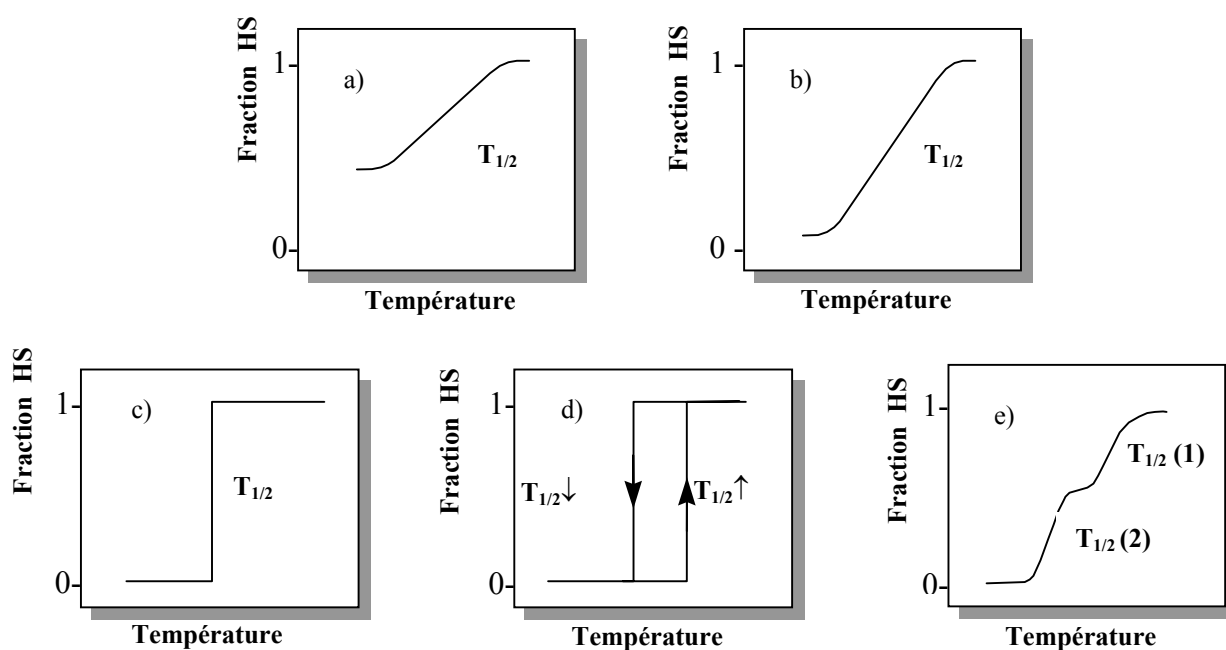 Fraction HS
1
0
a)
T1/2
Température
Fraction HS
1
0
b)
T1/2
Température
Fraction HS
1
0
c)
T1/2
Température
Fraction HS
1
0
d)
T1/2↓
T1/2↑
Température
Fraction HS
1
0
e)
T1/2 (1)
T1/2 (2)
Température